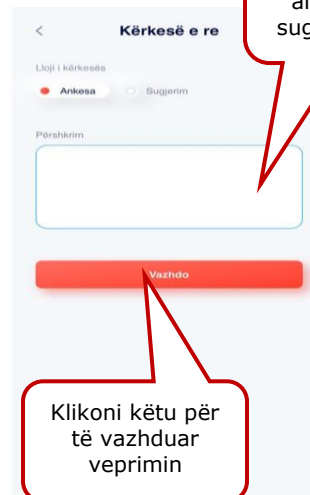 Kërkesë e re
Lloji i kërkesës
Ankesa Sugjerim
Përshkrim
Vazhdo
Klikoni këtu për
të vazhduar
veprimin